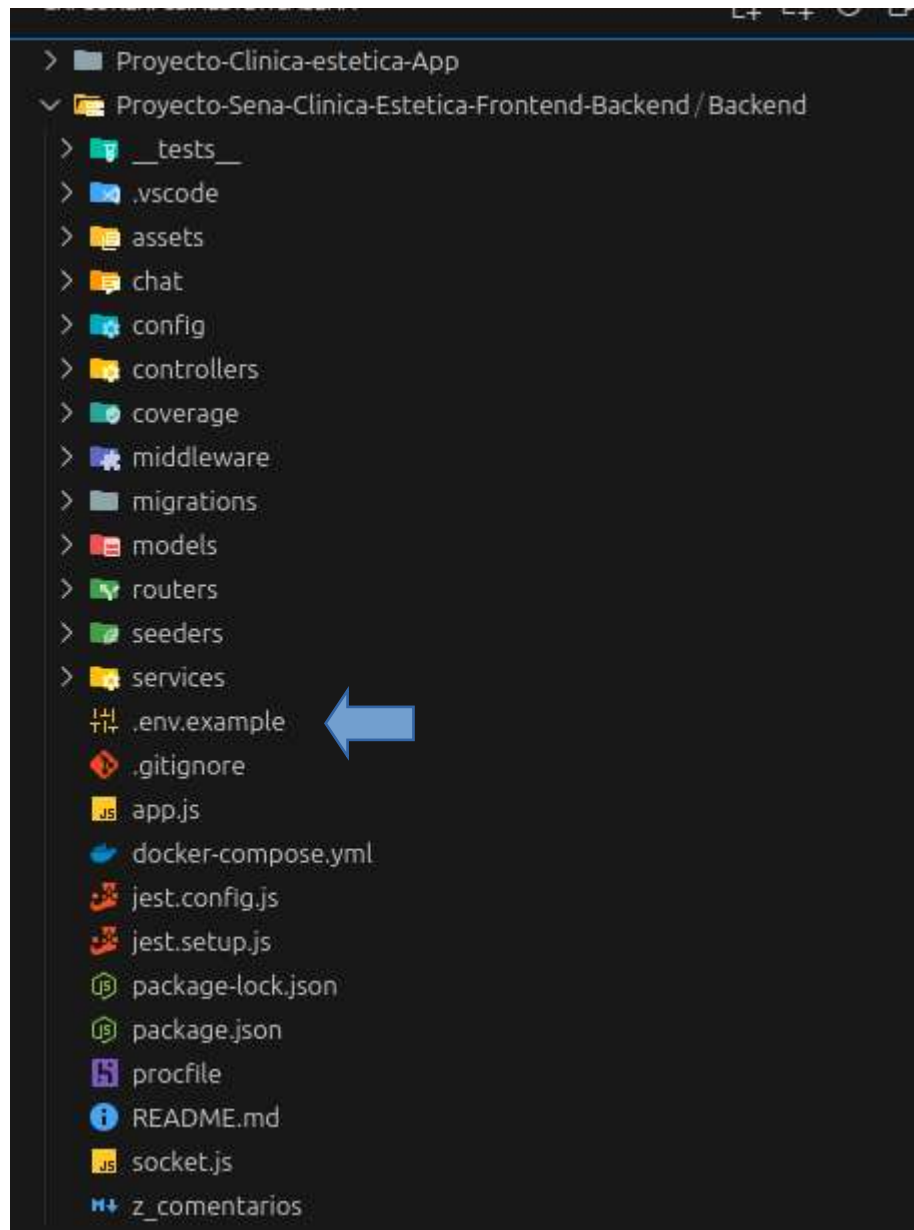 Proyecto-Clinica-estetica-App
Proyecto-Sena-Clinica-Estetica-Frontend-Backend / Backend
__tests__
.vscode
assets
chat
config
controllers
coverage
middleware
migrations
models
routers
seeders
services
.env.example
.gitignore
app.js
docker-compose.yml
jest.config.js
jest.setup.js
package-lock.json
package.json
procfile
README.md
socket.js
z_comentarios